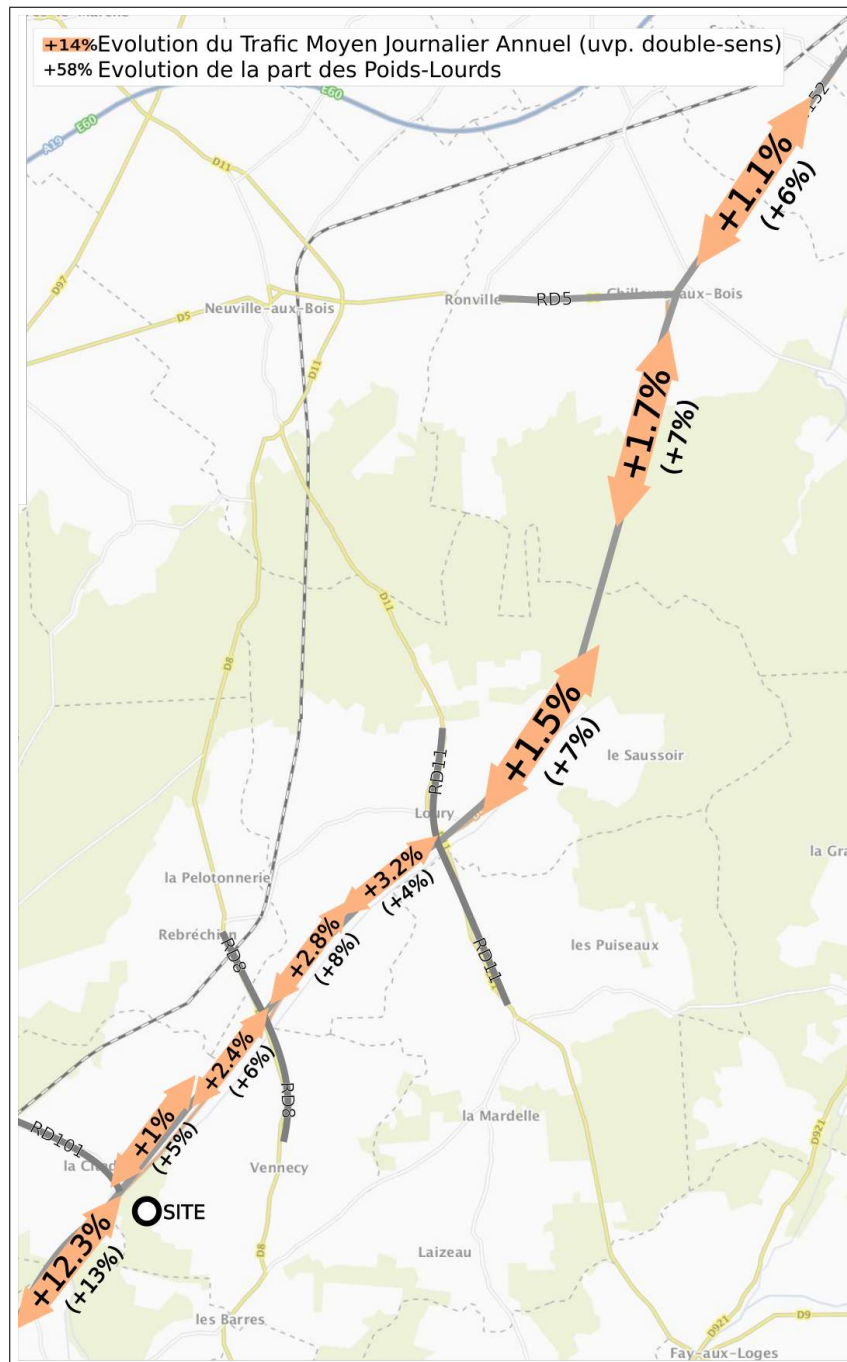 +14% Evolution du Trafic Moyen Journalier Annuel (uvp. double-sens)
+58% Evolution de la part des Poids-Lourds
E60
A19
E60
D11
+1.1%
(+6%)
D97
Neuville-aux-Bois
Ronville
RD5
D5
D11
+1.7%
(+7%)
D11
D8
+1.5%
(+7%)
le Saussoir
RD11
Loury
la Pelotonnerie
+3.2%
(+4%)
la Gra
Rebréchien
RD8
+2.8%
(+8%)
les Puiseaux
RD11
+2.4%
(+6%)
RD8
RD101
+1%
(+5%)
la Mardelle
D921
Vennecy
SITE
+12.3%
(+13%)
D8
Laizeau
les Barres
D921
D9
Fay-aux-Loges